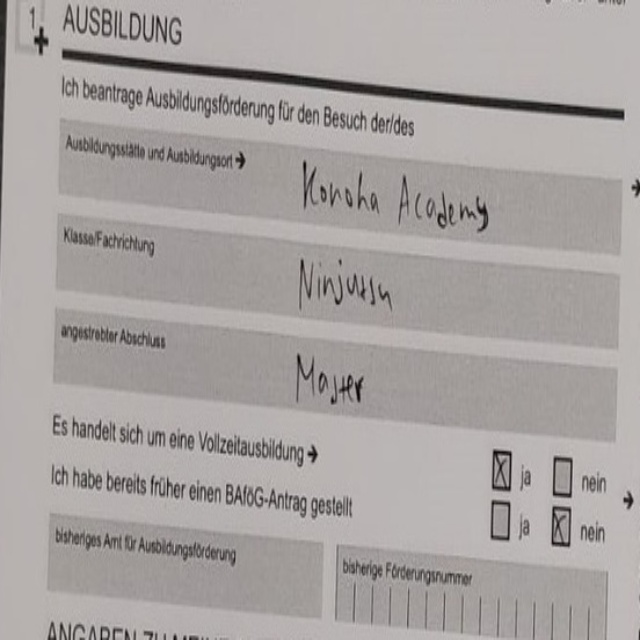 1
AUSBILDUNG
Ich beantrage Ausbildungsförderung für den Besuch der/des
Ausbildungsstätte und Ausbildungsort → Konoha Academy
Klasse/Fachrichtung Ninjutsu
angestrebter Abschluss Master
Es handelt sich um eine Vollzeitausbildung → ja nein
Ich habe bereits früher einen BAföG-Antrag gestellt ja nein
bisheriges Amt für Ausbildungsförderung bisherige Förderungsnummer